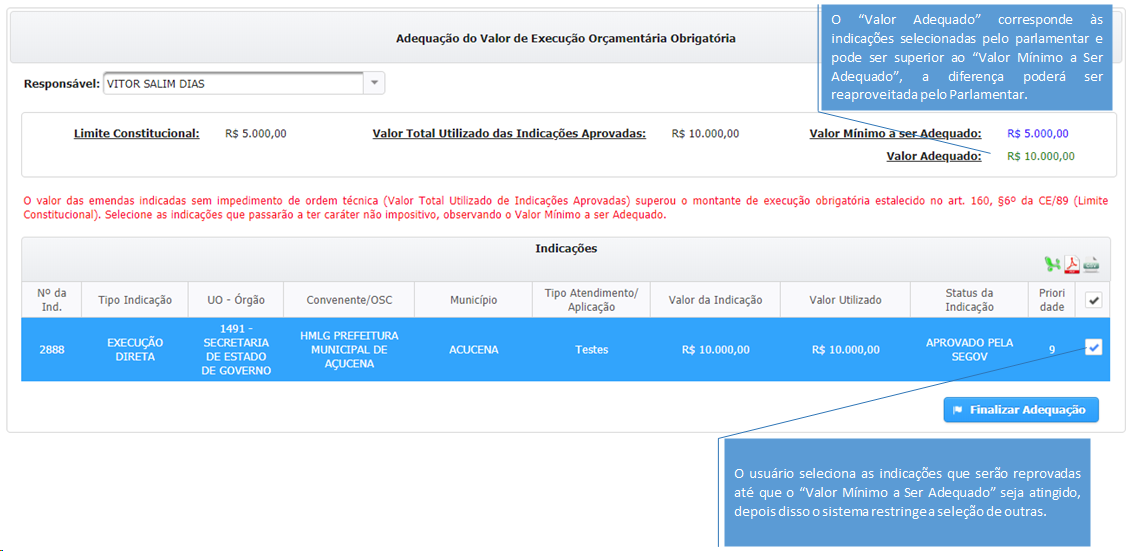 O “Valor Adequado” corresponde às
indicações selecionadas pelo parlamentar e
pode ser superior ao “Valor Mínimo a Ser
Adequado”, a diferença poderá ser
reaproveitada pelo Parlamentar.
Adequação do Valor de Execução Orçamentária Obrigatória
Responsável: VITOR SALIM DIAS
Limite Constitucional: R$ 5.000,00 Valor Total Utilizado das Indicações Aprovadas: R$ 10.000,00 Valor Mínimo a ser Adequado: R$ 5.000,00
Valor Adequado: R$ 10.000,00
O valor das emendas indicadas sem impedimento de ordem técnica (Valor Total Utilizado de Indicações Aprovadas) superou o montante de execução obrigatória estalecido no art. 160, §6º da CE/89 (Limite
Constitucional). Selecione as indicações que passarão a ter caráter não impositivo, observando o Valor Mínimo a ser Adequado.
Indicações
Nº da
Ind.
Tipo Indicação
UO - Órgão
Convenente/OSC
Município
Tipo Atendimento/
Aplicação
Valor da Indicação
Valor Utilizado
Status da
Indicação
Priori
dade
2888
EXECUÇÃO
DIRETA
1491 -
SECRETARIA
DE ESTADO
DE GOVERNO
HMLG PREFEITURA
MUNICIPAL DE
AÇUCENA
ACUCENA
Testes
R$ 10.000,00
R$ 10.000,00
APROVADO PELA
SEGOV
9
Finalizar Adequação
O usuário seleciona as indicações que serão reprovadas
até que o “Valor Mínimo a Ser Adequado” seja atingido,
depois disso o sistema restringe a seleção de outras.